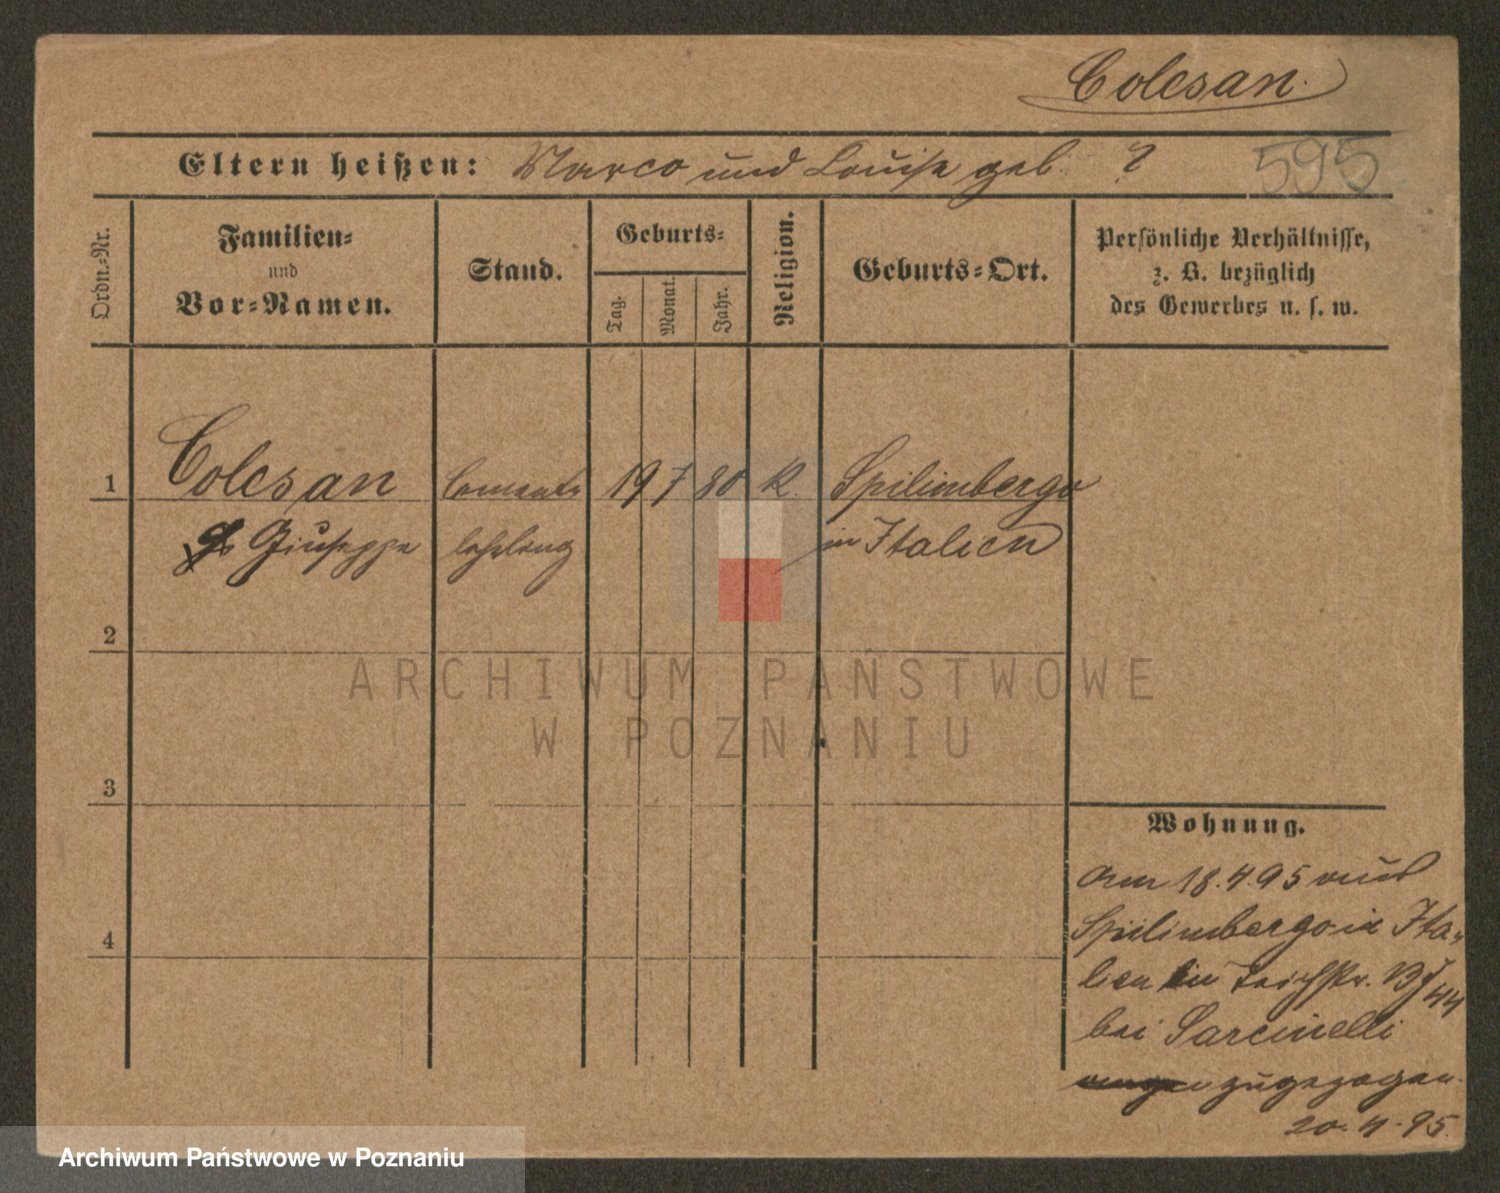 Colesan.
Eltern heißen: Marco und Louise geb. ?
595
Ordn.-Nr.
Familien-
und
Vor-Namen.
Stand.
Geburts-
Tag.
Monat.
Jahr.
Religion.
Geburts-Ort.
Persönliche Verhältnisse,
z. B. bezüglich
des Gewerbes u. s. w.
1
Colesan
Giuseppe
Cements
lehrling
19 7 80
K.
Spilimbergo
in Italien
2
3
4
ARCHIWUM PAŃSTWOWE
W POZNANIU
Wohnung.
Am 18.4.95 aus
Spilimbergo in Ita-
lien in Teichstr.
bei Sarcinelli
zugezogen.
20.4.95.
Archiwum Państwowe w Poznaniu